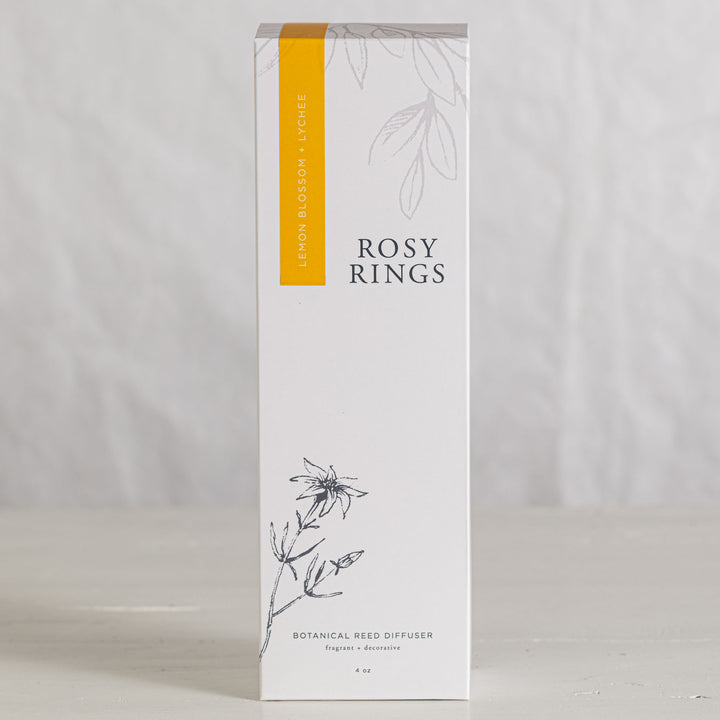 LEMON BLOSSOM + LYCHEE
ROSY
RINGS
BOTANICAL REED DIFFUSER
fragrant + decorative
4 oz